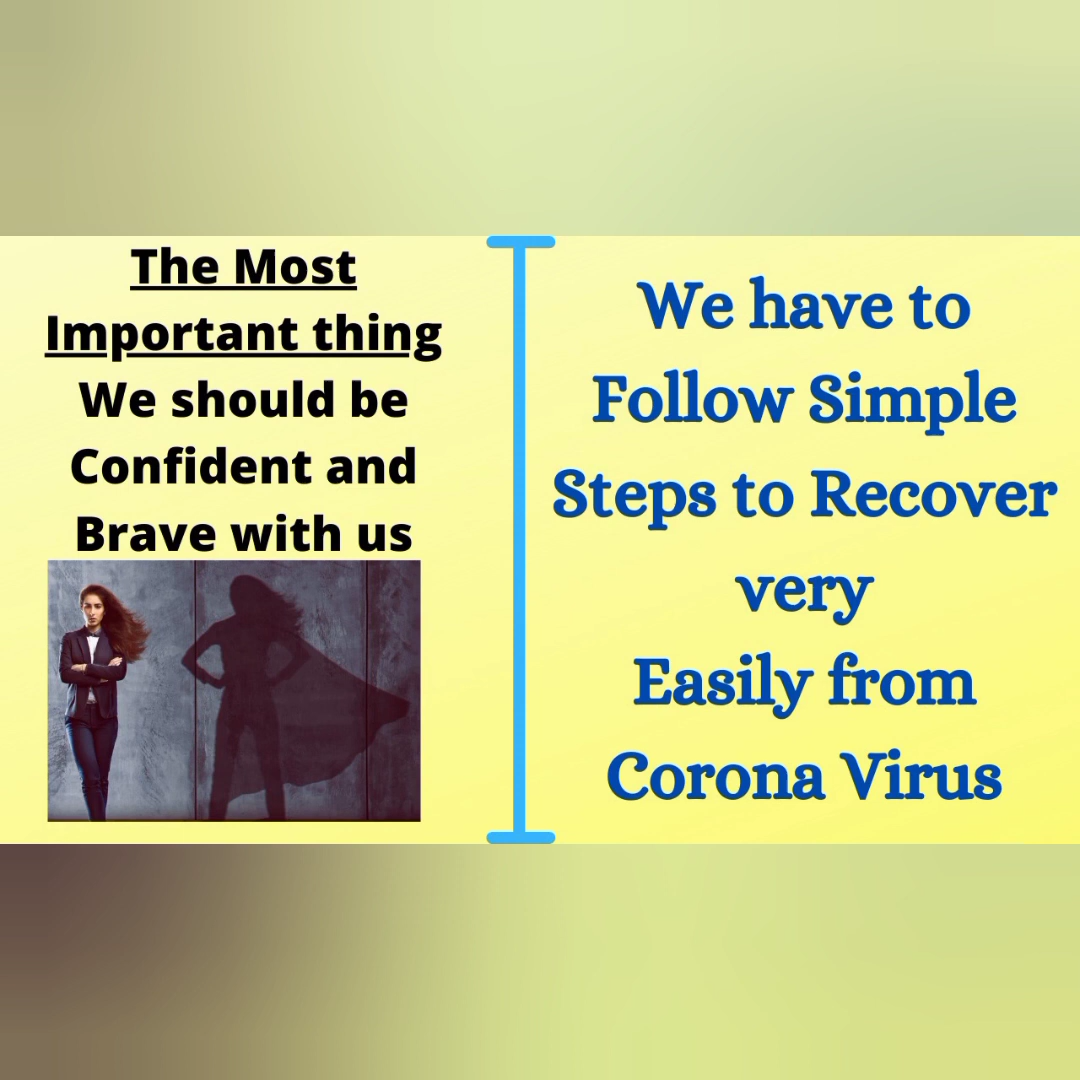 The Most
Important thing
We should be
Confident and
Brave with us
We have to
Follow Simple
Steps to Recover
very
Easily from
Corona Virus